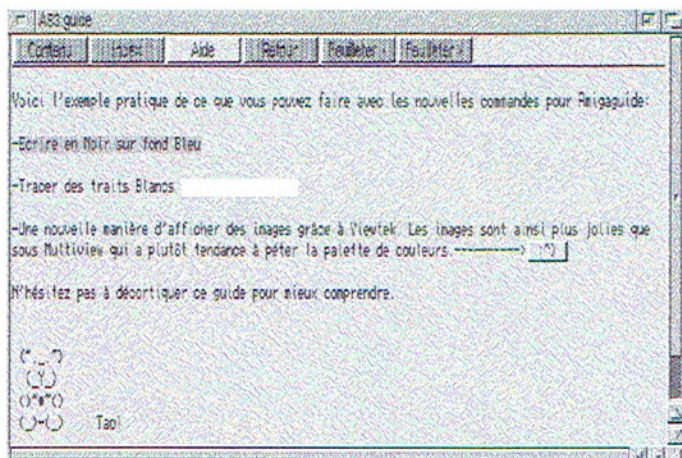 AG3.guide
Contenu Index Aide Retour Feuilleter < Feuilleter >
Voici l'exemple pratique de ce que vous pouvez faire avec les nouvelles commandes pour Amigaguide:
-Ecrire en Noir sur fond Bleu
-Tracer des traits Blancs
-Une nouvelle manière d'afficher des images grâce à Viewtek. Les images sont ainsi plus jolies que
sous Multiview qui a plutôt tendance à péter la palette de couleurs.----------> :^)
N'hésitez pas à décortiquer ce guide pour mieux comprendre.
("._.")
(_Y_)
()"*"()
(_)-(_) Tao!